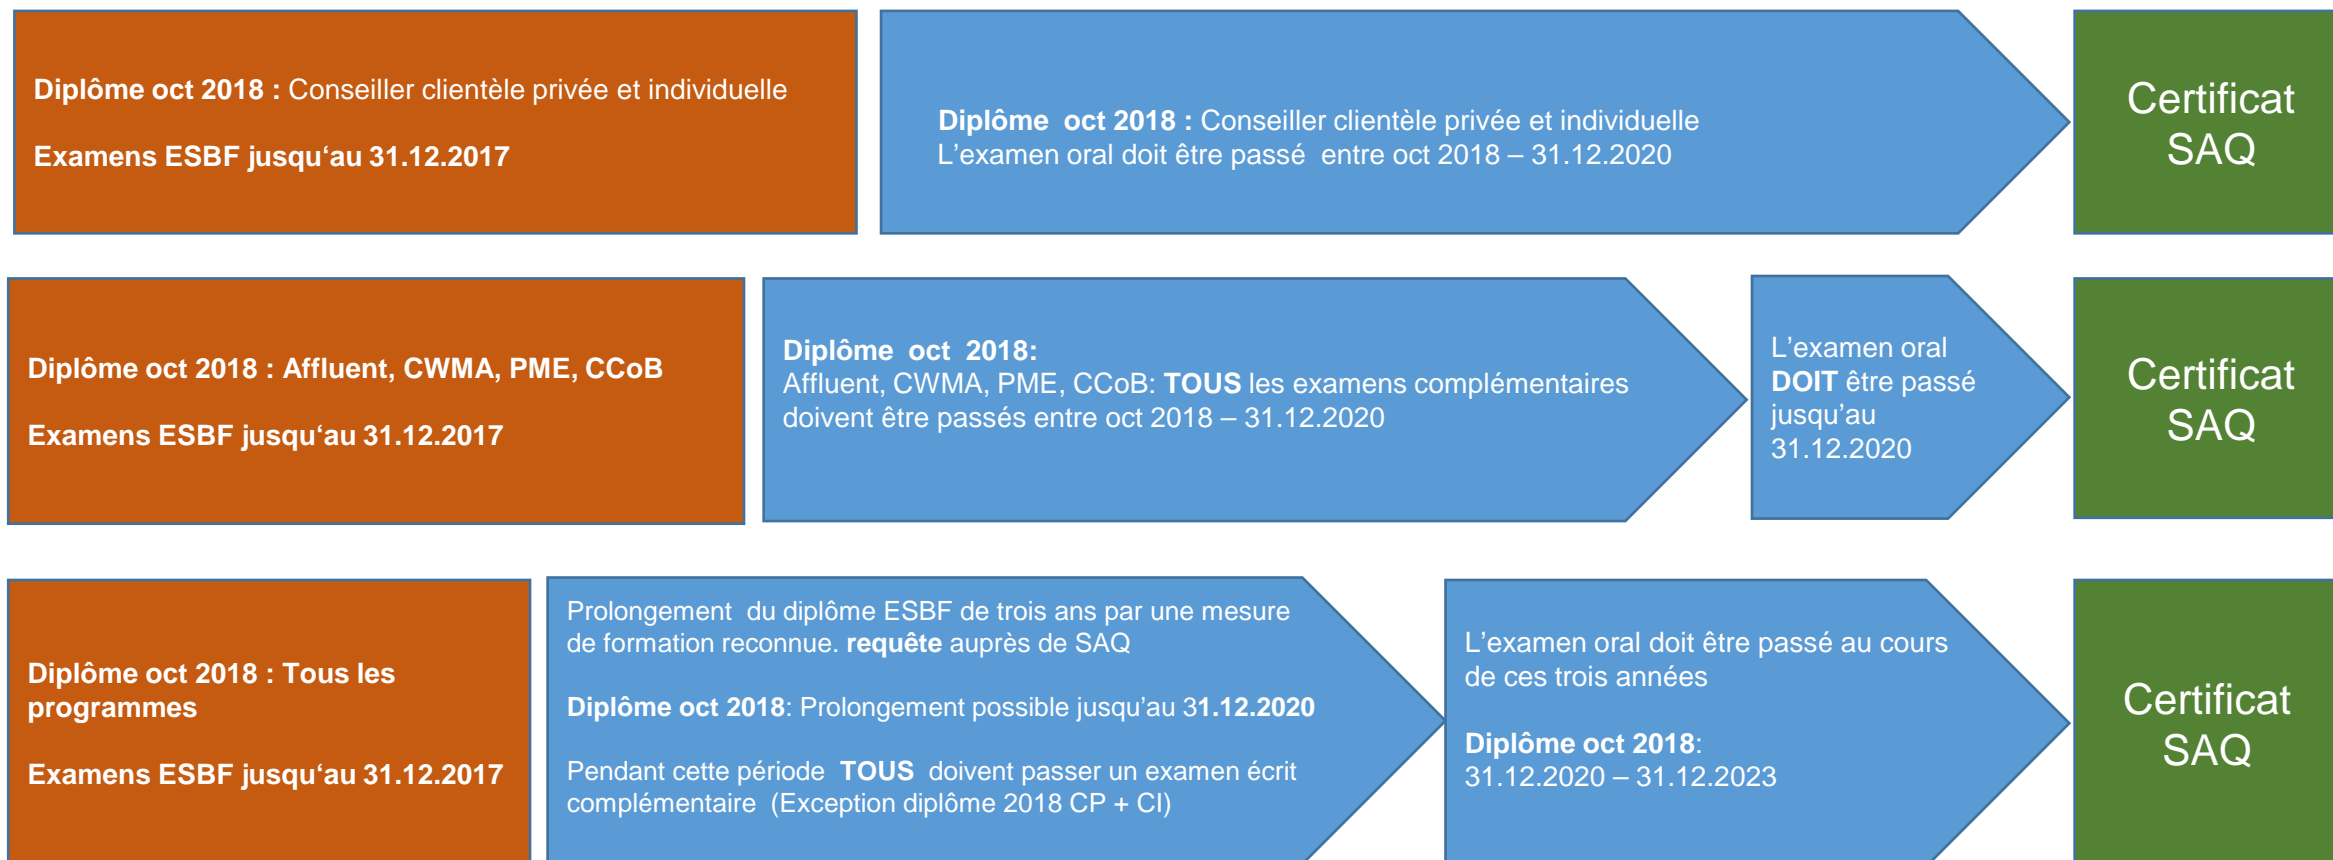 Diplôme oct 2018 : Conseiller clientèle privée et individuelle
Examens ESBF jusqu‘au 31.12.2017
Diplôme  oct 2018 : Conseiller clientèle privée et individuelle
L’examen oral doit être passé  entre oct 2018 – 31.12.2020
Certificat
SAQ
Diplôme oct 2018 : Affluent, CWMA, PME, CCoB
Examens ESBF jusqu‘au 31.12.2017
Diplôme  oct  2018:
Affluent, CWMA, PME, CCoB: TOUS les examens complémentaires
doivent être passés entre oct 2018 – 31.12.2020
L’examen oral
DOIT être passé
jusqu’au
31.12.2020
Certificat
SAQ
Diplôme oct 2018 : Tous les
programmes
Examens ESBF jusqu‘au 31.12.2017
Prolongement  du diplôme ESBF de trois ans par une mesure
de formation reconnue. requête auprès de SAQ
Diplôme oct 2018: Prolongement possible jusqu’au 31.12.2020
Pendant cette période  TOUS  doivent passer un examen écrit
complémentaire  (Exception diplôme 2018 CP + CI)
L’examen oral doit être passé au cours
de ces trois années
Diplôme oct 2018:
31.12.2020 – 31.12.2023
Certificat
SAQ